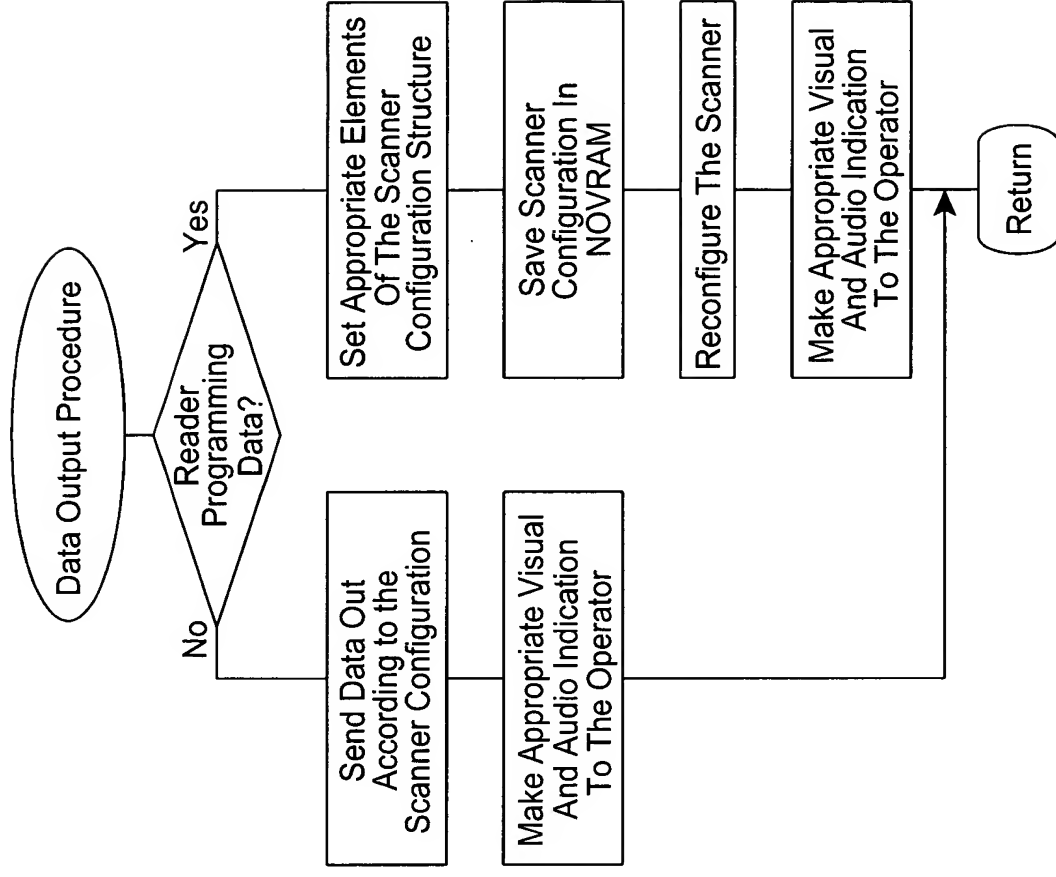 Data Output Procedure
Reader
Programming
Data?
No
Yes
Send Data Out
According to the
Scanner Configuration
Make Appropriate Visual
And Audio Indication
To The Operator
Set Appropriate Elements
Of The Scanner
Configuration Structure
Save Scanner
Configuration In
NOVRAM
Reconfigure The Scanner
Make Appropriate Visual
And Audio Indication
To The Operator
Return